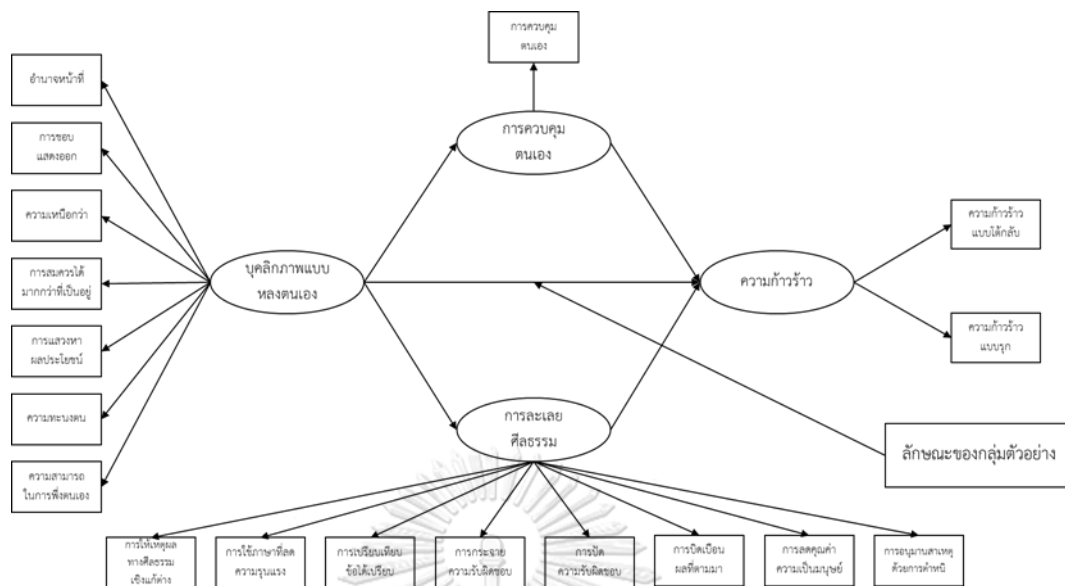 การควบคุม
ตนเอง
อำนาจหน้าที่
การชอบ
แสดงออก
ความเหนือกว่า
การสมควรได้
มากกว่าที่เป็นอยู่
การแสวงหา
ผลประโยชน์
ความทะนงตน
ความสามารถ
ในการพึ่งตนเอง
บุคลิกภาพแบบ
หลงตนเอง
การควบคุม
ตนเอง
การละเลย
ศีลธรรม
ความก้าวร้าว
ความก้าวร้าว
แบบโต้กลับ
ความก้าวร้าว
แบบรุก
ลักษณะของกลุ่มตัวอย่าง
การให้เหตุผล
ทางศีลธรรม
เชิงแก้ต่าง
การใช้ภาษาที่ลด
ความรุนแรง
การเปรียบเทียบ
ข้อได้เปรียบ
การกระจาย
ความรับผิดชอบ
การปัด
ความรับผิดชอบ
การบิดเบือน
ผลที่ตามมา
การลดคุณค่า
ความเป็นมนุษย์
การอนุมานสาเหตุ
ด้วยการตำหนิ